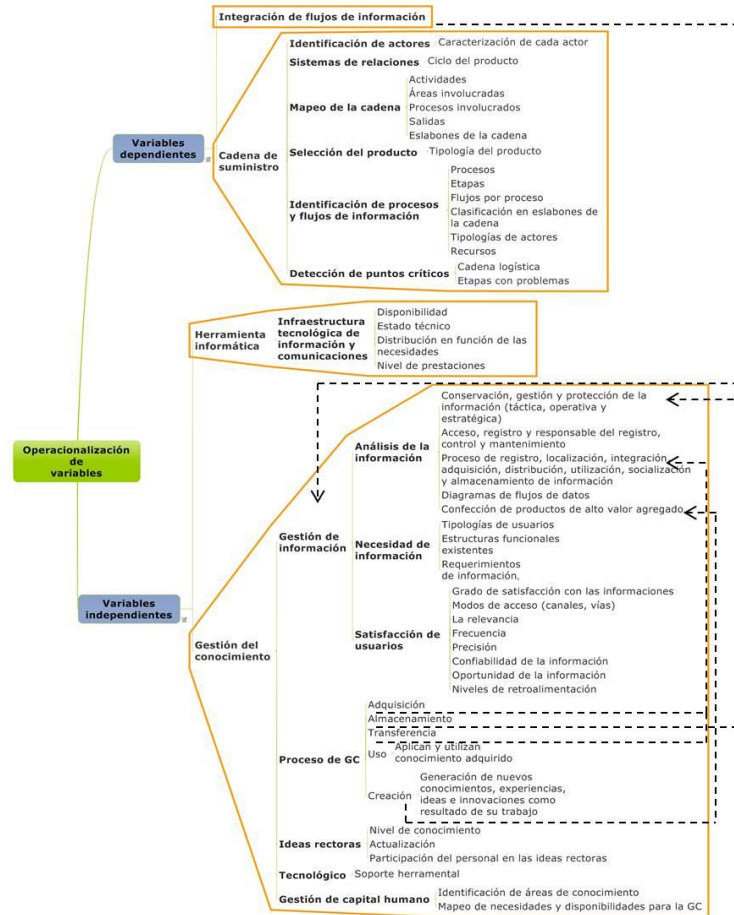 Integración de flujos de información
Identificación de actores
Caracterización de cada actor
Sistemas de relaciones
Ciclo del producto
Actividades
Áreas involucradas
Mapeo de la cadena
Procesos involucrados
Salidas
Eslabones de la cadena
Variables
dependientes
Cadena de
suministro
Selección del producto
Tipología del producto
Procesos
Etapas
Identificación de procesos
y flujos de información
Flujos por proceso
Clasificación en eslabones de
la cadena
Tipologías de actores
Recursos
Detección de puntos críticos
Cadena logística
Etapas con problemas
Herramienta
informática
Infraestructura
tecnológica de
información y
comunicaciones
Disponibilidad
Estado técnico
Distribución en función de las
necesidades
Nivel de prestaciones
Operacionalización
de
variables
Variables
independientes
Gestión del
conocimiento
Gestión de
información
Análisis de la
información
Conservación, gestión y protección de la
información (táctica, operativa y
estratégica)
Acceso, registro y responsable del registro,
control y mantenimiento
Proceso de registro, localización, integración
adquisición, distribución, utilización, socialización
y almacenamiento de información
Diagramas de flujos de datos
Confección de productos de alto valor agregado
Necesidad de
información
Tipologías de usuarios
Estructuras funcionales
existentes
Requerimientos
de información.
Satisfacción de
usuarios
Grado de satisfacción con las informaciones
Modos de acceso (canales, vías)
La relevancia
Frecuencia
Precisión
Confiabilidad de la información
Oportunidad de la información
Niveles de retroalimentación
Proceso de GC
Adquisición
Almacenamiento
Transferencia
Uso
Aplican y utilizan
conocimiento adquirido
Creación
Generación de nuevos
conocimientos, experiencias,
ideas e innovaciones como
resultado de su trabajo
Ideas rectoras
Nivel de conocimiento
Actualización
Participación del personal en las ideas rectoras
Tecnológico
Soporte herramental
Gestión de capital humano
Identificación de áreas de conocimiento
Mapeo de necesidades y disponibilidades para la GC